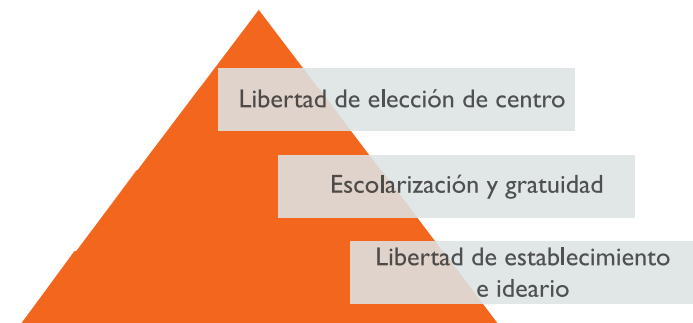 Libertad de elección de centro
Escolarización y gratuidad
Libertad de establecimiento
e ideario